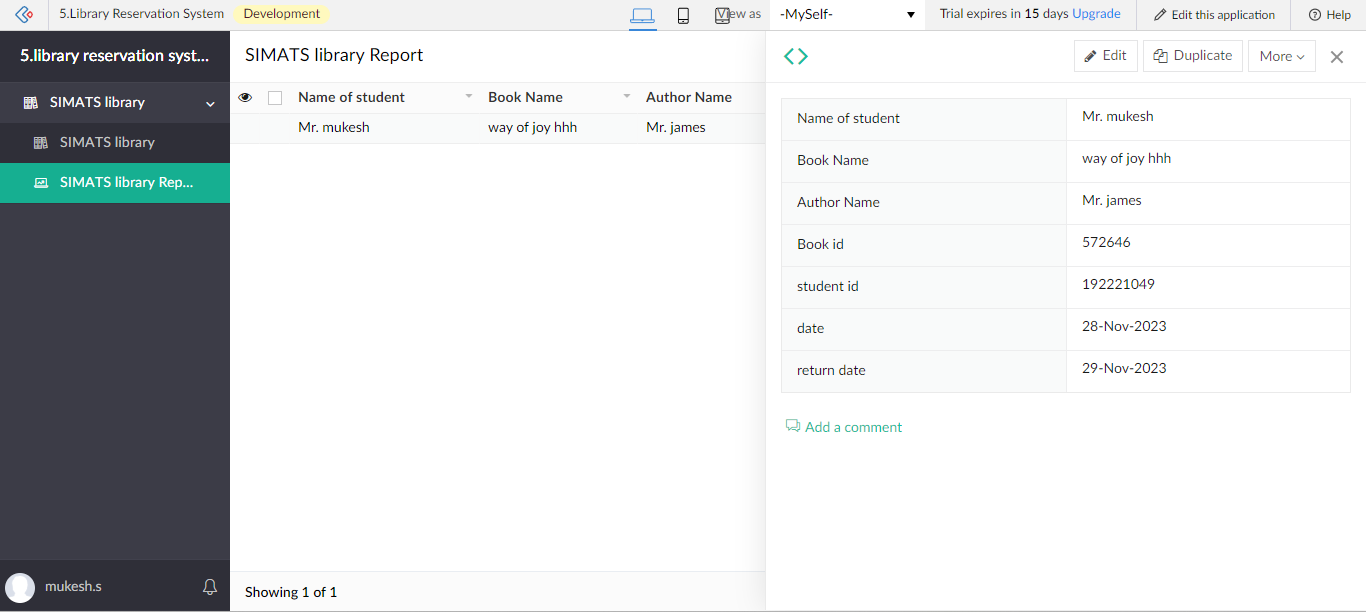 5.Library Reservation System Development View as -MySelf- Trial expires in 15 days Upgrade Edit this application Help
5.library reservation syst...
SIMATS library
SIMATS library
SIMATS library Rep...
mukesh.s
SIMATS library Report
Name of student Book Name Author Name
Mr. mukesh way of joy hhh Mr. james
Showing 1 of 1
Edit Duplicate More
Name of student Mr. mukesh
Book Name way of joy hhh
Author Name Mr. james
Book id 572646
student id 192221049
date 28-Nov-2023
return date 29-Nov-2023
Add a comment